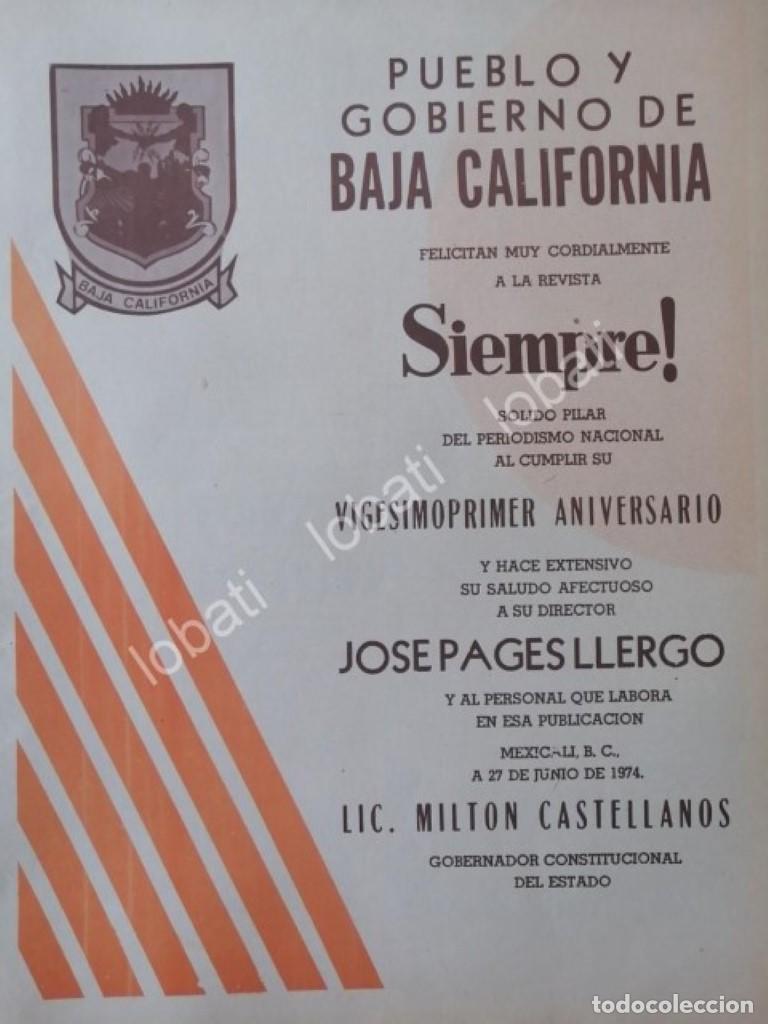 PUEBLO Y
GOBIERNO DE
BAJA CALIFORNIA
BAJA CALIFORNIA
FELICITAN MUY CORDIALMENTE
A LA REVISTA
Siempre!
SOLIDO PILAR
DEL PERIODISMO NACIONAL
AL CUMPLIR SU
VIGESIMOPRIMER ANIVERSARIO
Y HACE EXTENSIVO
SU SALUDO AFECTUOSO
A SU DIRECTOR
JOSE PAGES LLERGO
Y AL PERSONAL QUE LABORA
EN ESA PUBLICACION
MEXICALI, B. C.,
A 27 DE JUNIO DE 1974.
LIC. MILTON CASTELLANOS
GOBERNADOR CONSTITUCIONAL
DEL ESTADO
lobati
lobati
lobati
todocoleccion